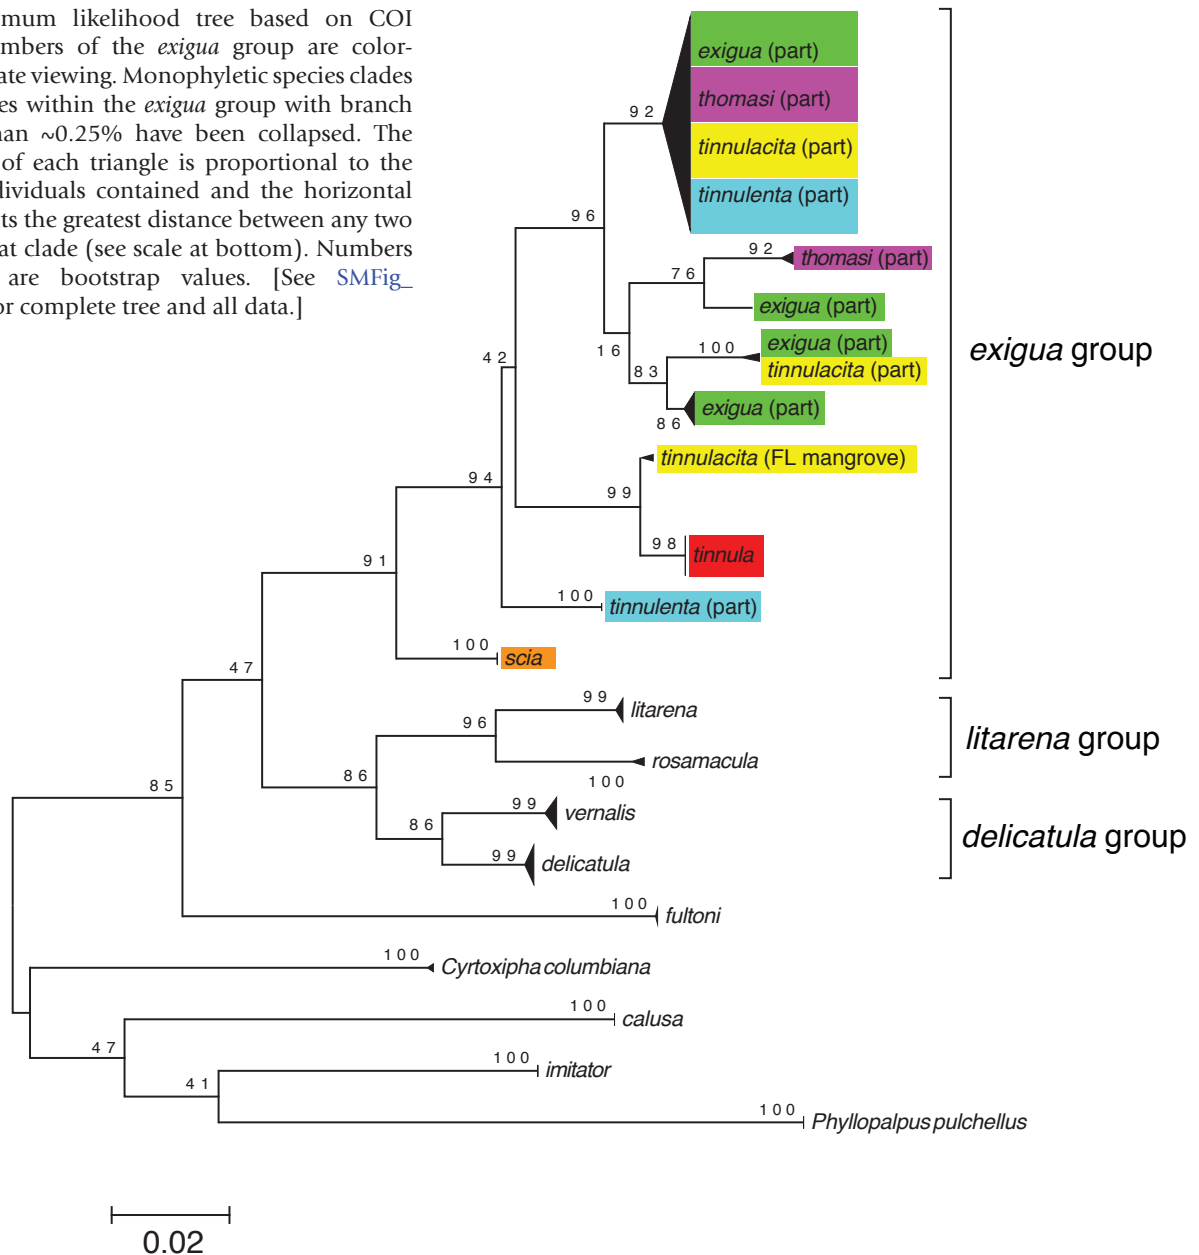 mum likelihood tree based on COI
mbers of the exigua group are color-
ate viewing. Monophyletic species clades
es within the exigua group with branch
han ~0.25% have been collapsed. The
of each triangle is proportional to the
dividuals contained and the horizontal
ts the greatest distance between any two
at clade (see scale at bottom). Numbers
are bootstrap values. [See SMFig_
or complete tree and all data.]
exigua (part)
thomasi (part)
92
tinnulacita (part)
tinnulenta (part)
96
92
thomasi (part)
76
exigua (part)
exigua (part)
100
tinnulacita (part)
16
83
exigua (part)
86
42
exigua group
tinnulacita (FL mangrove)
99
94
98
tinnula
91
100
tinnulenta (part)
100
scia
47
99
litarena
96
rosamacula
100
litarena group
86
85
99
vernalis
86
99
delicatula
delicatula group
100
fultoni
100
Cyrtoxipha columbiana
100
calusa
47
100
imitator
41
100
Phyllopalpus pulchellus
0.02